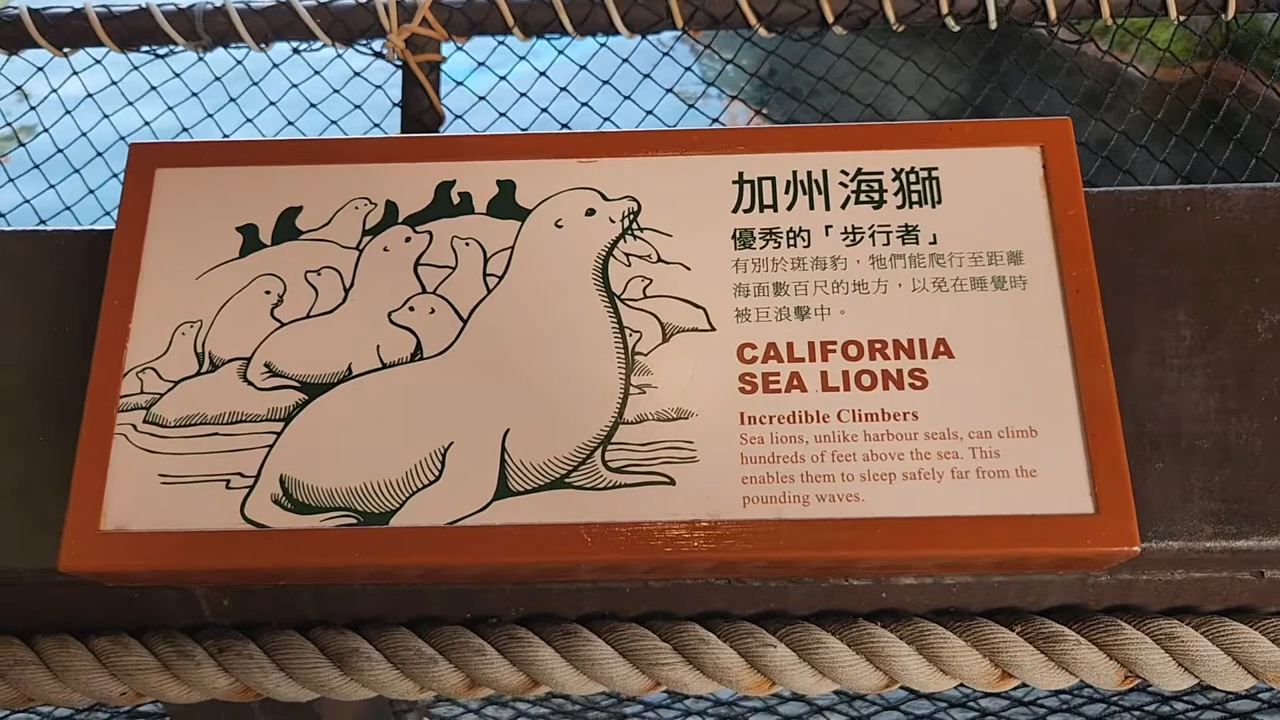 加州海獅
優秀的「步行者」
有別於斑海豹，牠們能爬行至距離
海面數百尺的地方，以免在睡覺時
被巨浪擊中。
CALIFORNIA
SEA LIONS
Incredible Climbers
Sea lions, unlike harbour seals, can climb
hundreds of feet above the sea. This
enables them to sleep safely far from the
pounding waves.